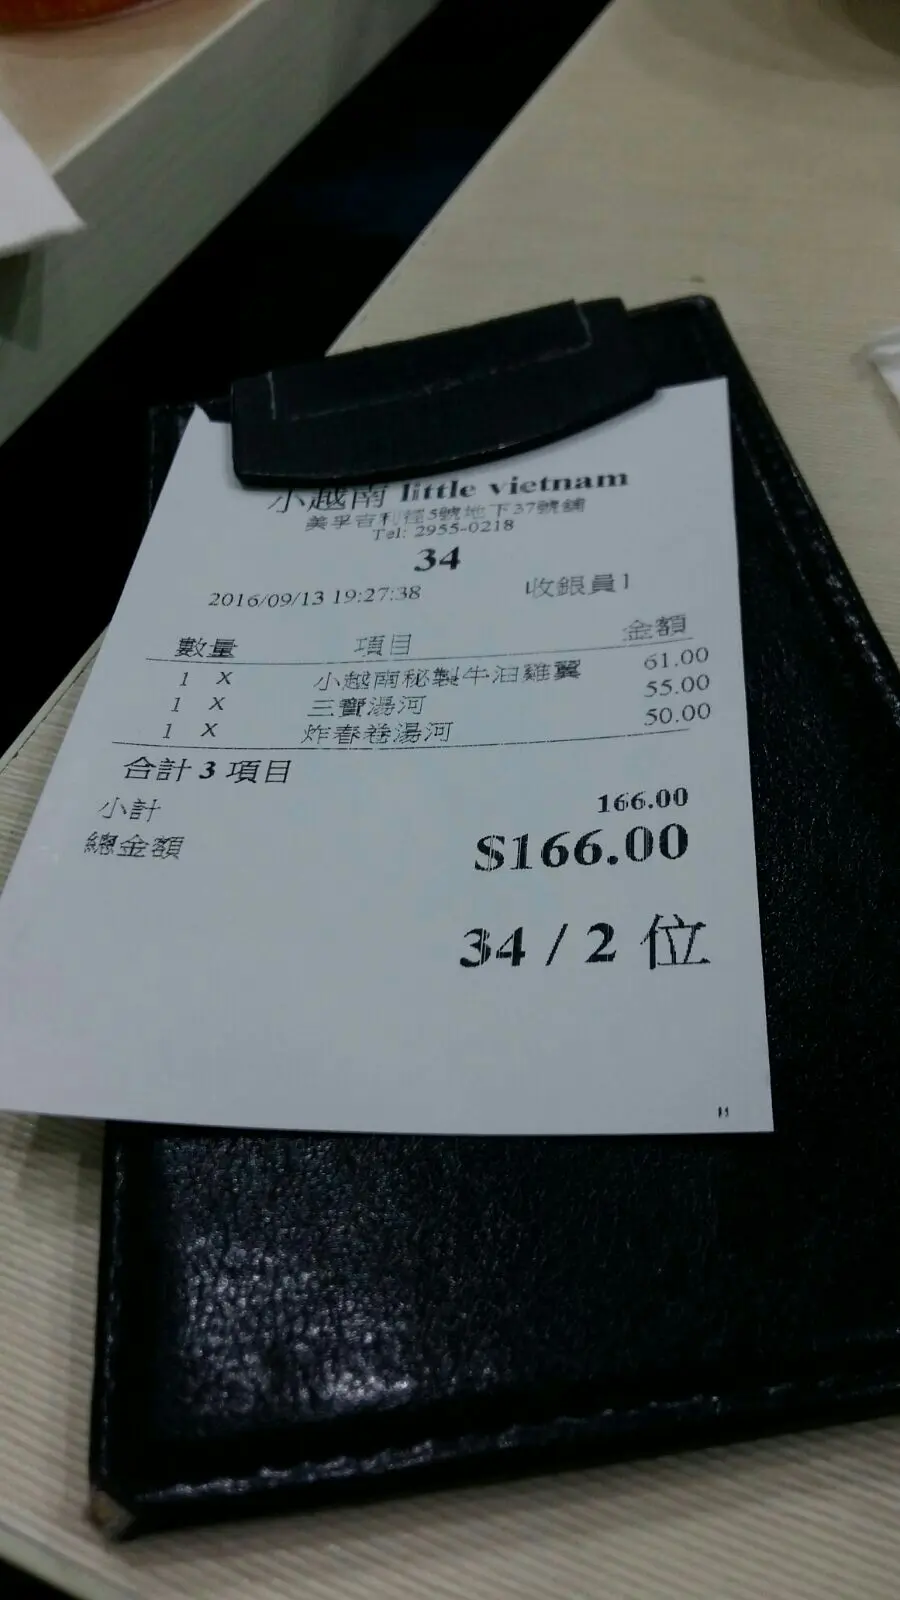 小越南 little vietnam
美孚吉利徑5號地下37號舖
Tel: 2955-0218
34
2016/09/13 19:27:38 收銀員1
數量 項目 金額
1 X 小越南秘製牛油雞翼 61.00
1 X 三寶湯河 55.00
1 X 炸春卷湯河 50.00
合計 3 項目
小計 166.00
總金額 $166.00
34 / 2 位